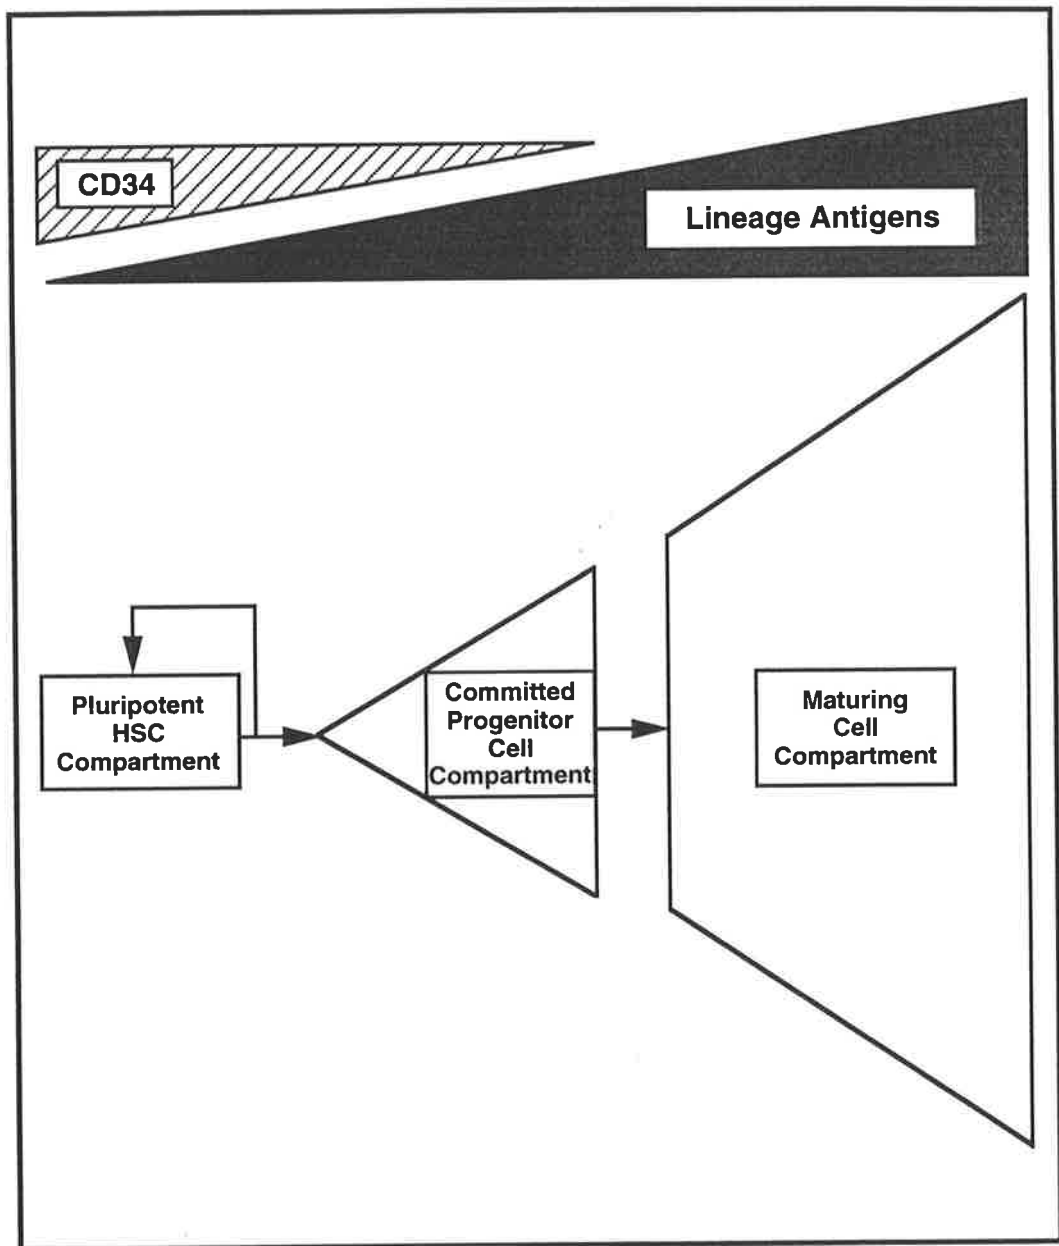 CD34
Lineage Antigens
Pluripotent
HSC
Compartment
Committed
Progenitor
Cell
Compartment
Maturing
Cell
Compartment